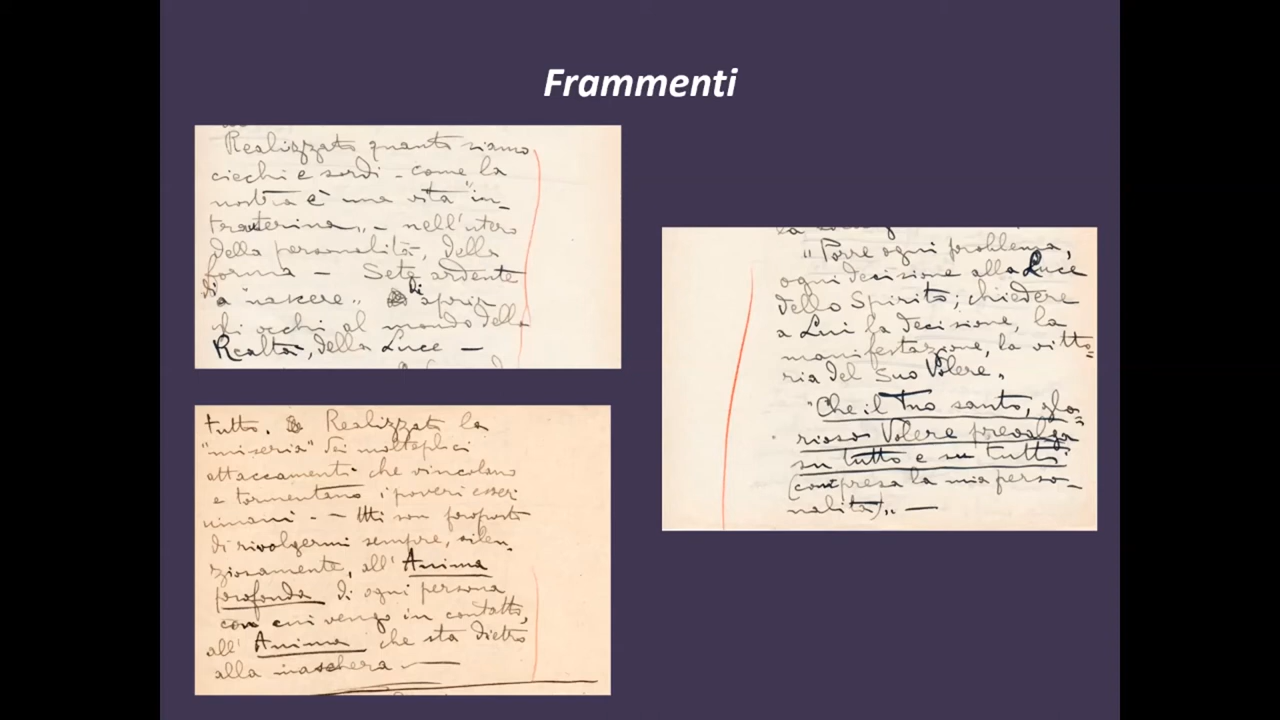 Frammenti
Realizzato quanto siamo
ciechi e sordi - come la
nostra è una vita "in-
trauterina„ - nell'utero
della personalità, della
forma - Sete ardente
di a "nascere„ di aprir
gli occhi al mondo della
Realtà, della Luce -
tutto. Realizzato la
"miseria" dei molteplici
attaccamenti che vincolano
e tormentano i poveri esseri
umani. - Mi son proposto
di rivolgermi sempre, silen-
ziosamente, all'Anima
profonda di ogni persona
con cui vengo in contatto,
all'Anima che sta dietro
alla maschera -
la
"Porre ogni problema,
ogni decisione alla Luce
dello Spirito; chiedere
a Lui la decisione, la
manifestazione, la vitto=
ria del Suo Volere„
"Che il Tuo santo, glo=
rioso Volere prevalga
su tutto e su tutti
(compresa la mia perso-
nalità)„ -